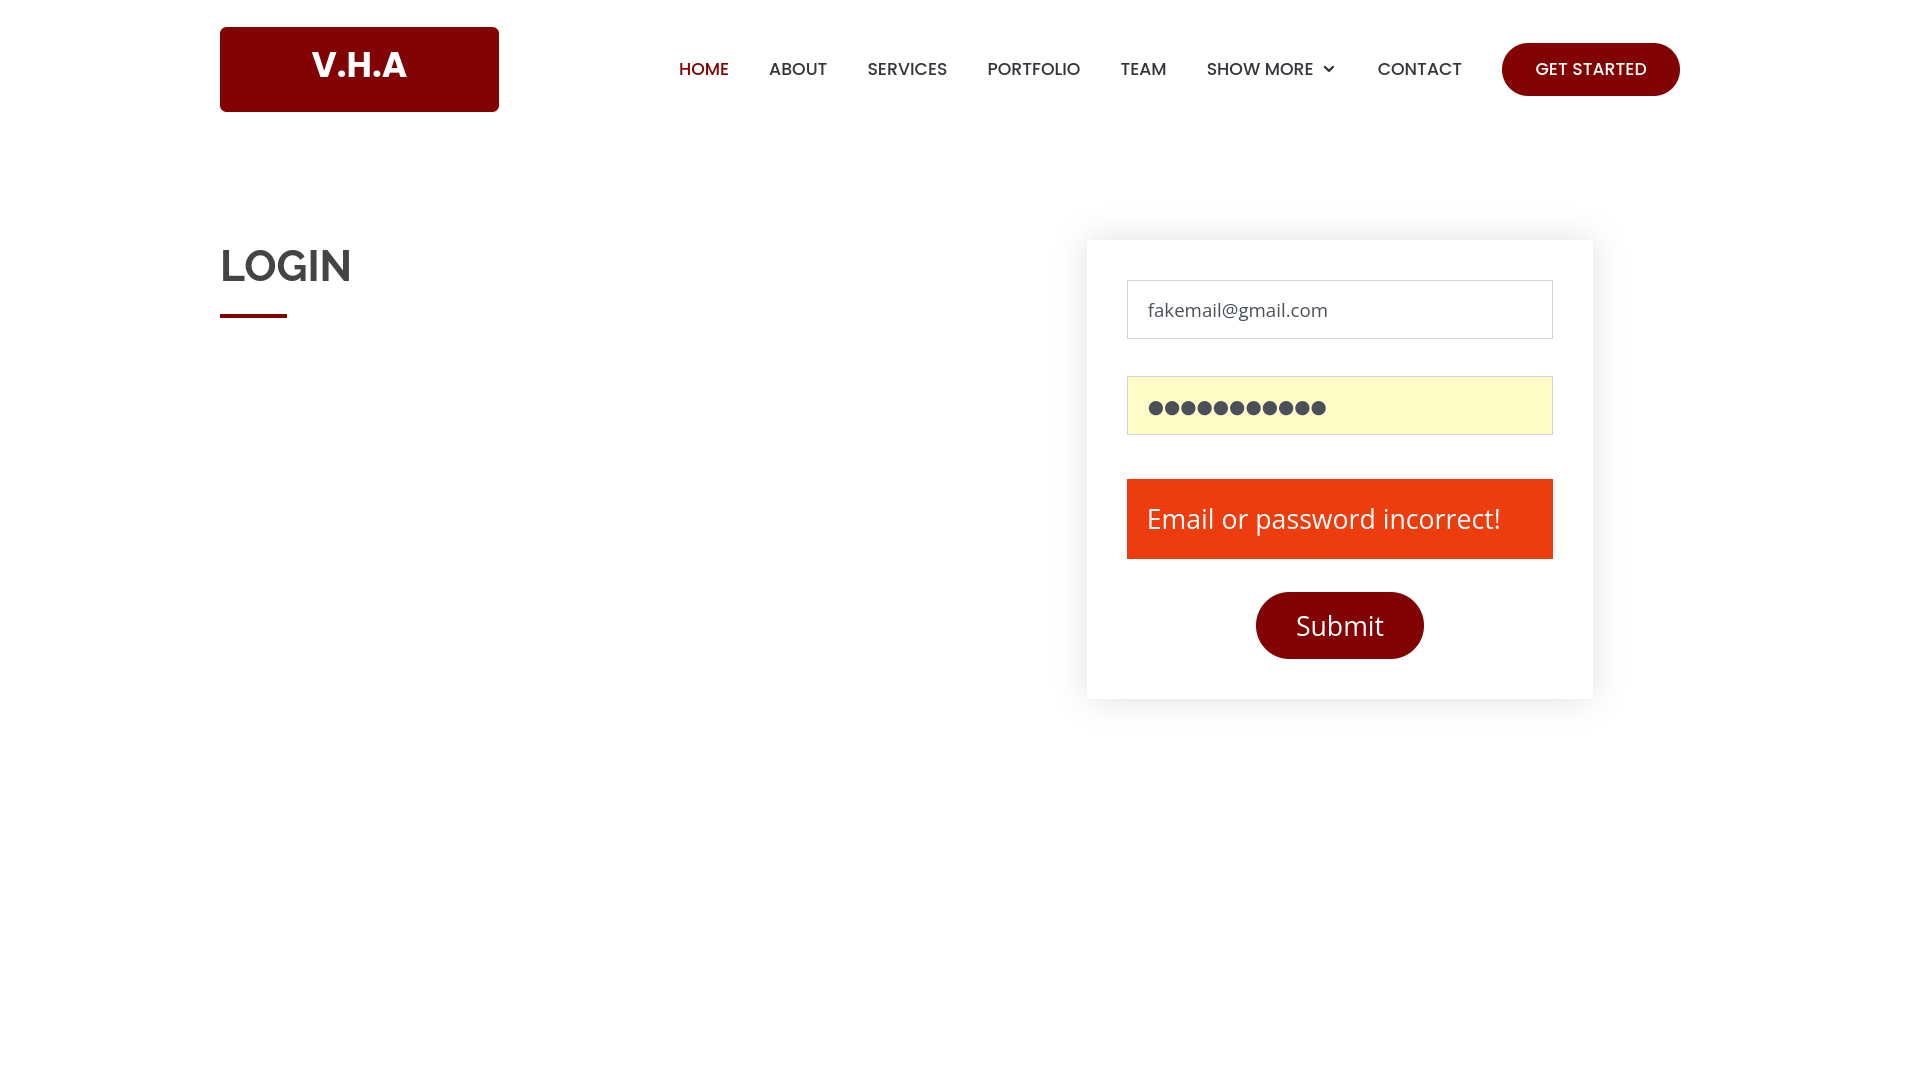 V.H.A
HOME ABOUT SERVICES PORTFOLIO TEAM SHOW MORE CONTACT GET STARTED
LOGIN
fakemail@gmail.com
●●●●●●●●●●●
Email or password incorrect!
Submit